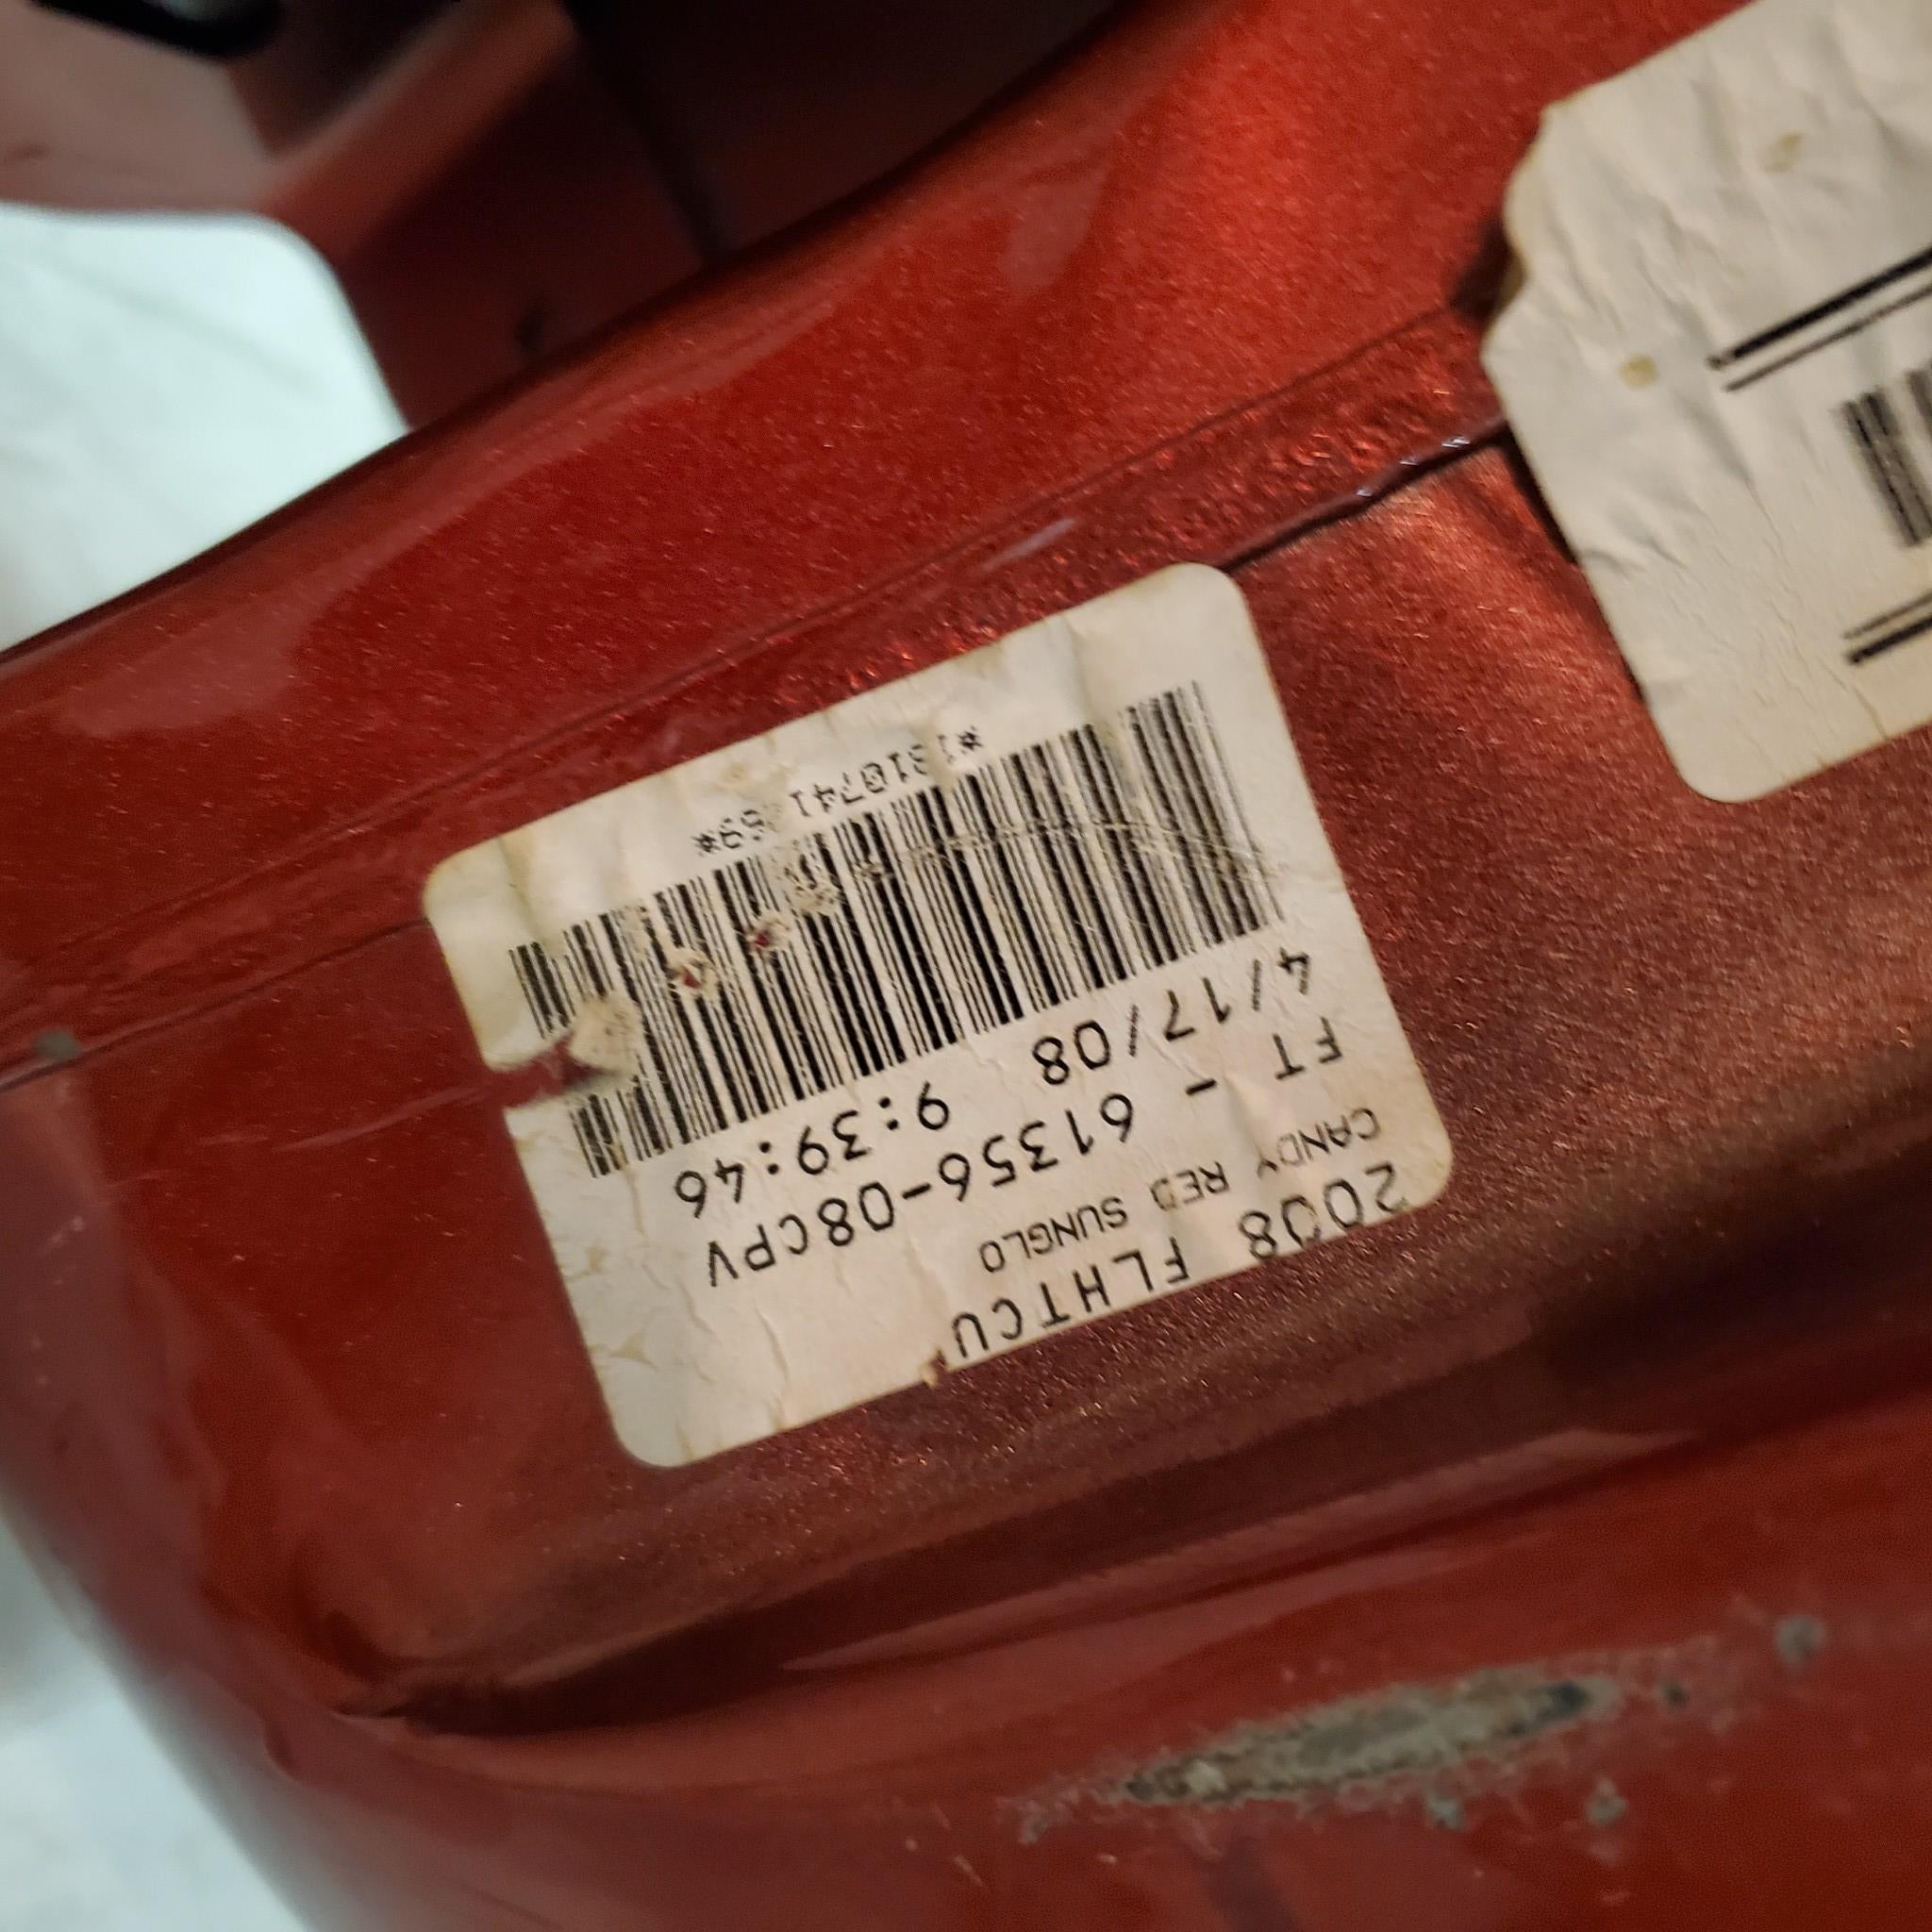 2008 FLHTCU
CANDY RED SUNGLO
FT - 61356-08CPV
4/17/08 9:39:46